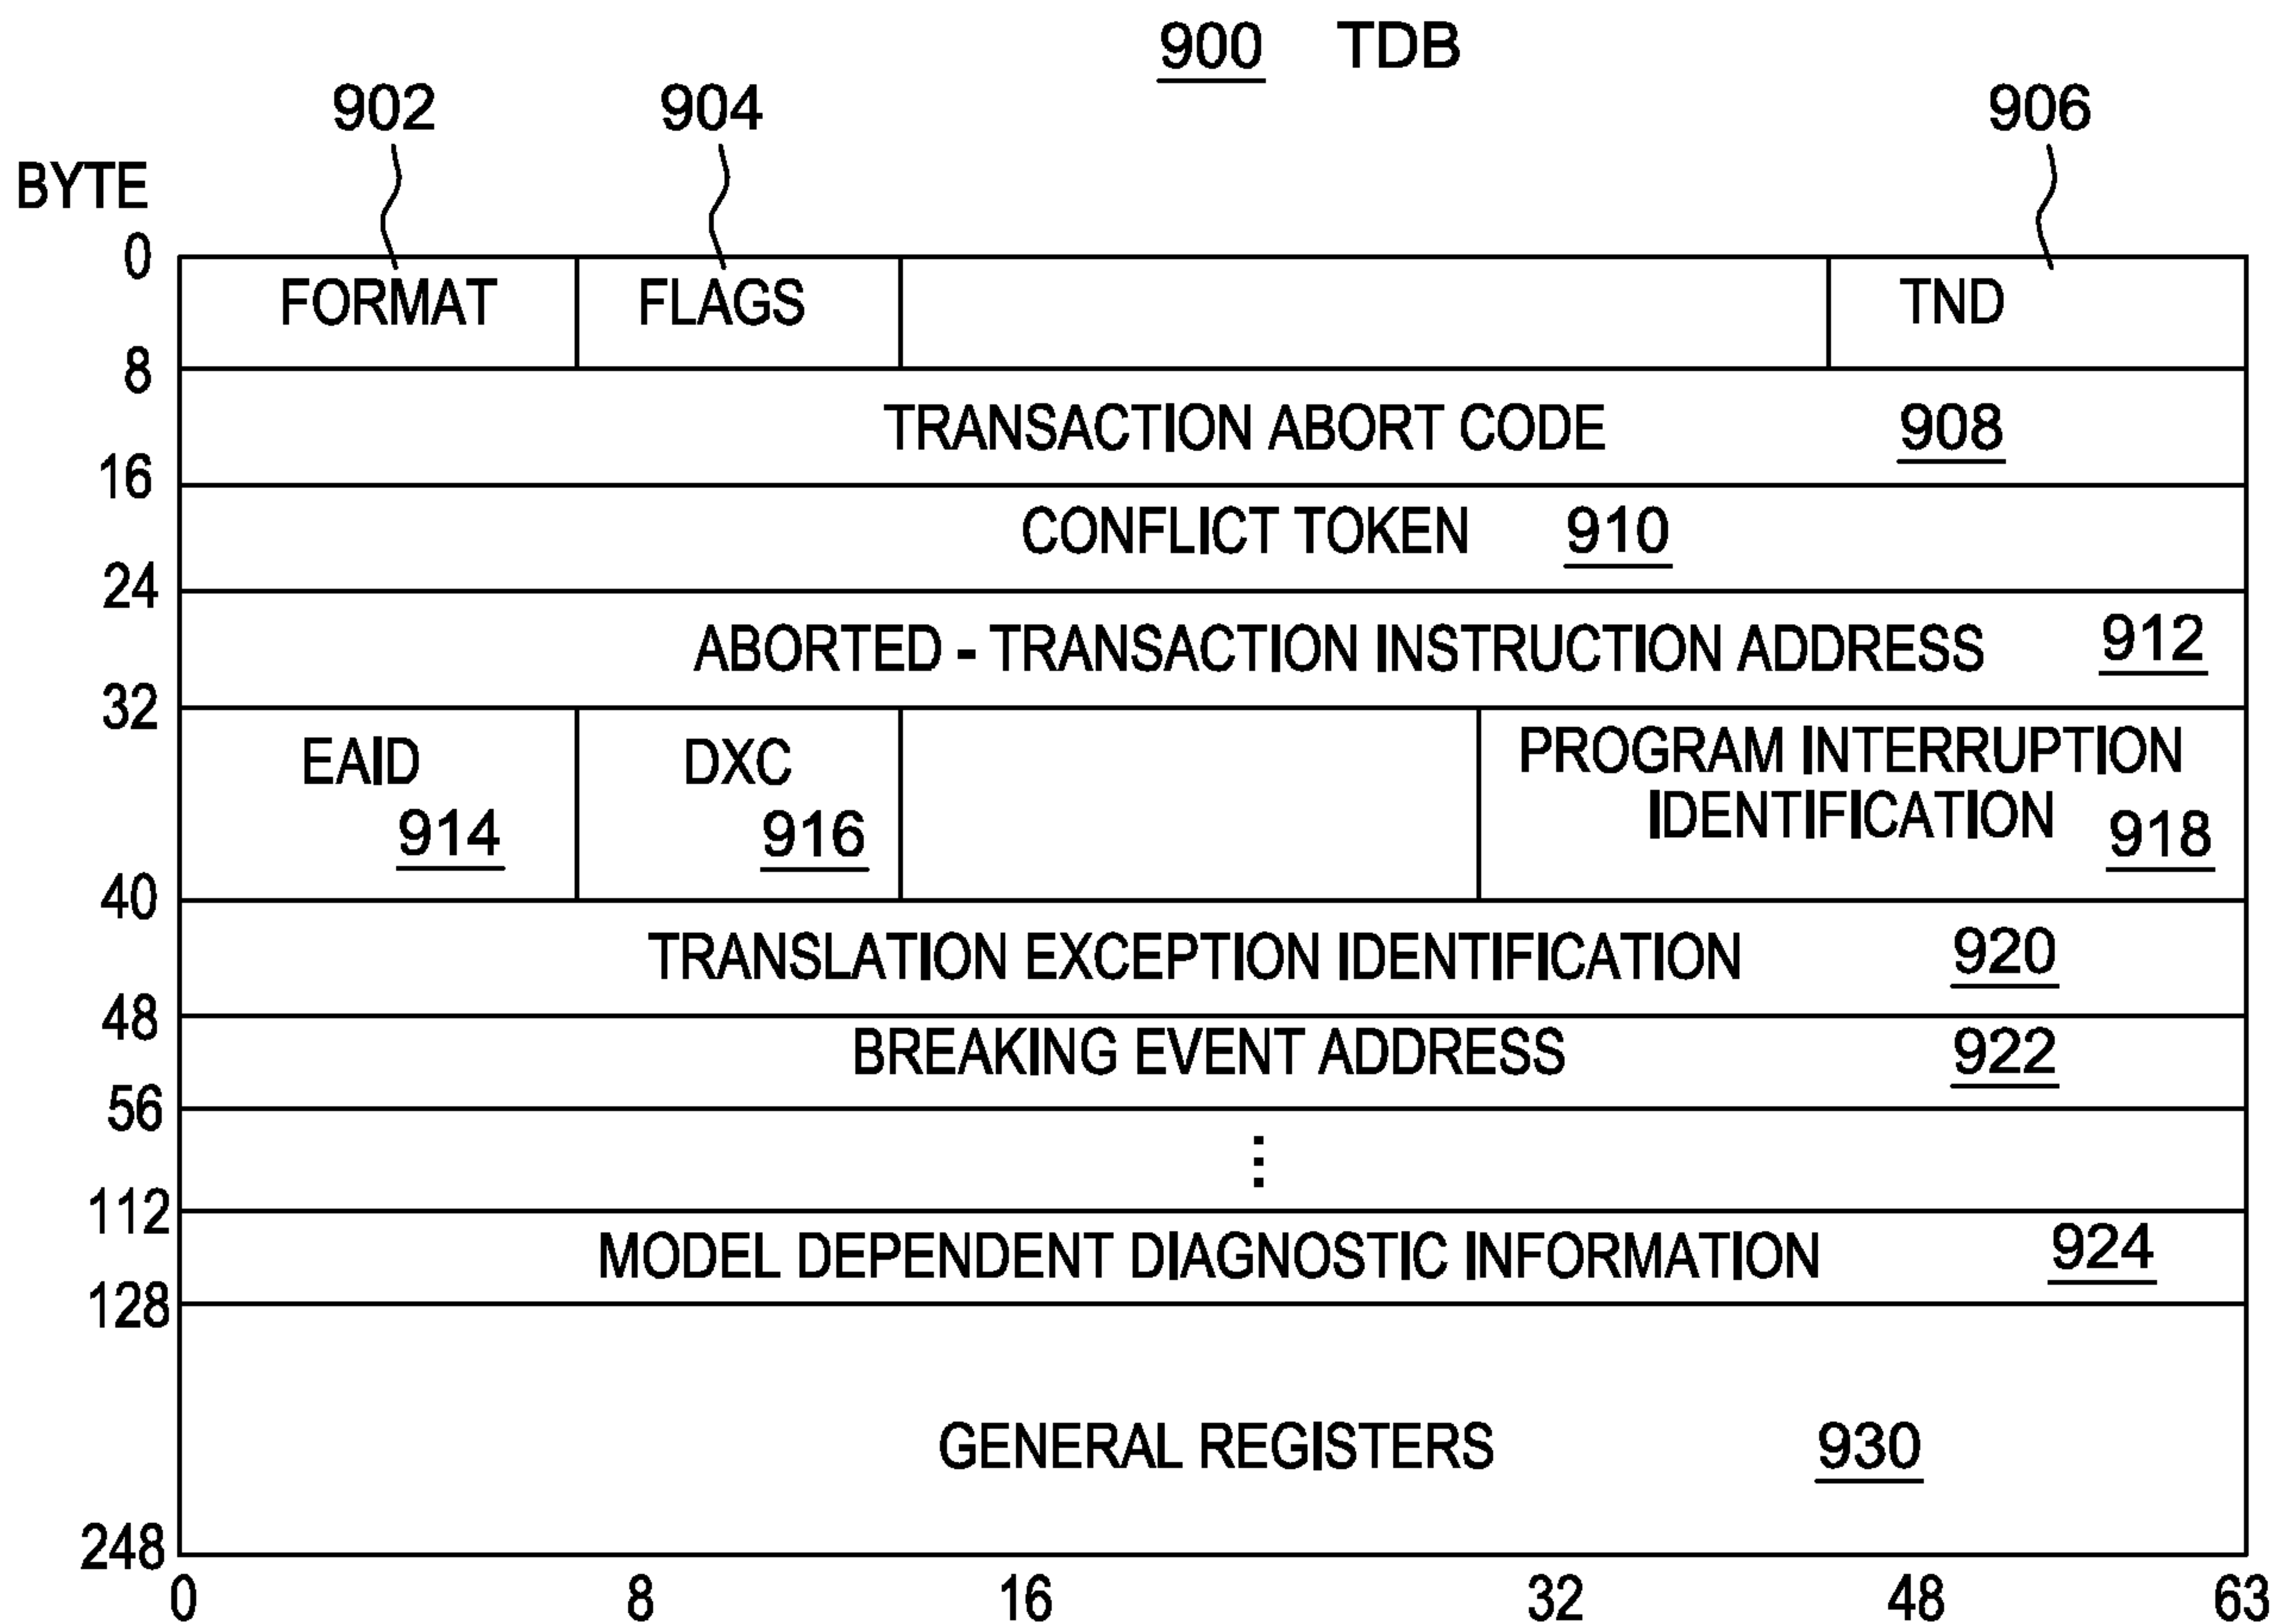 900 TDB
902 904 906
BYTE
0
FORMAT FLAGS TND
8
TRANSACTION ABORT CODE 908
16
CONFLICT TOKEN 910
24
ABORTED - TRANSACTION INSTRUCTION ADDRESS 912
32
EAID 914 DXC 916 PROGRAM INTERRUPTION
IDENTIFICATION 918
40
TRANSLATION EXCEPTION IDENTIFICATION 920
48
BREAKING EVENT ADDRESS 922
56
⋮
112
MODEL DEPENDENT DIAGNOSTIC INFORMATION 924
128
GENERAL REGISTERS 930
248
0 8 16 32 48 63